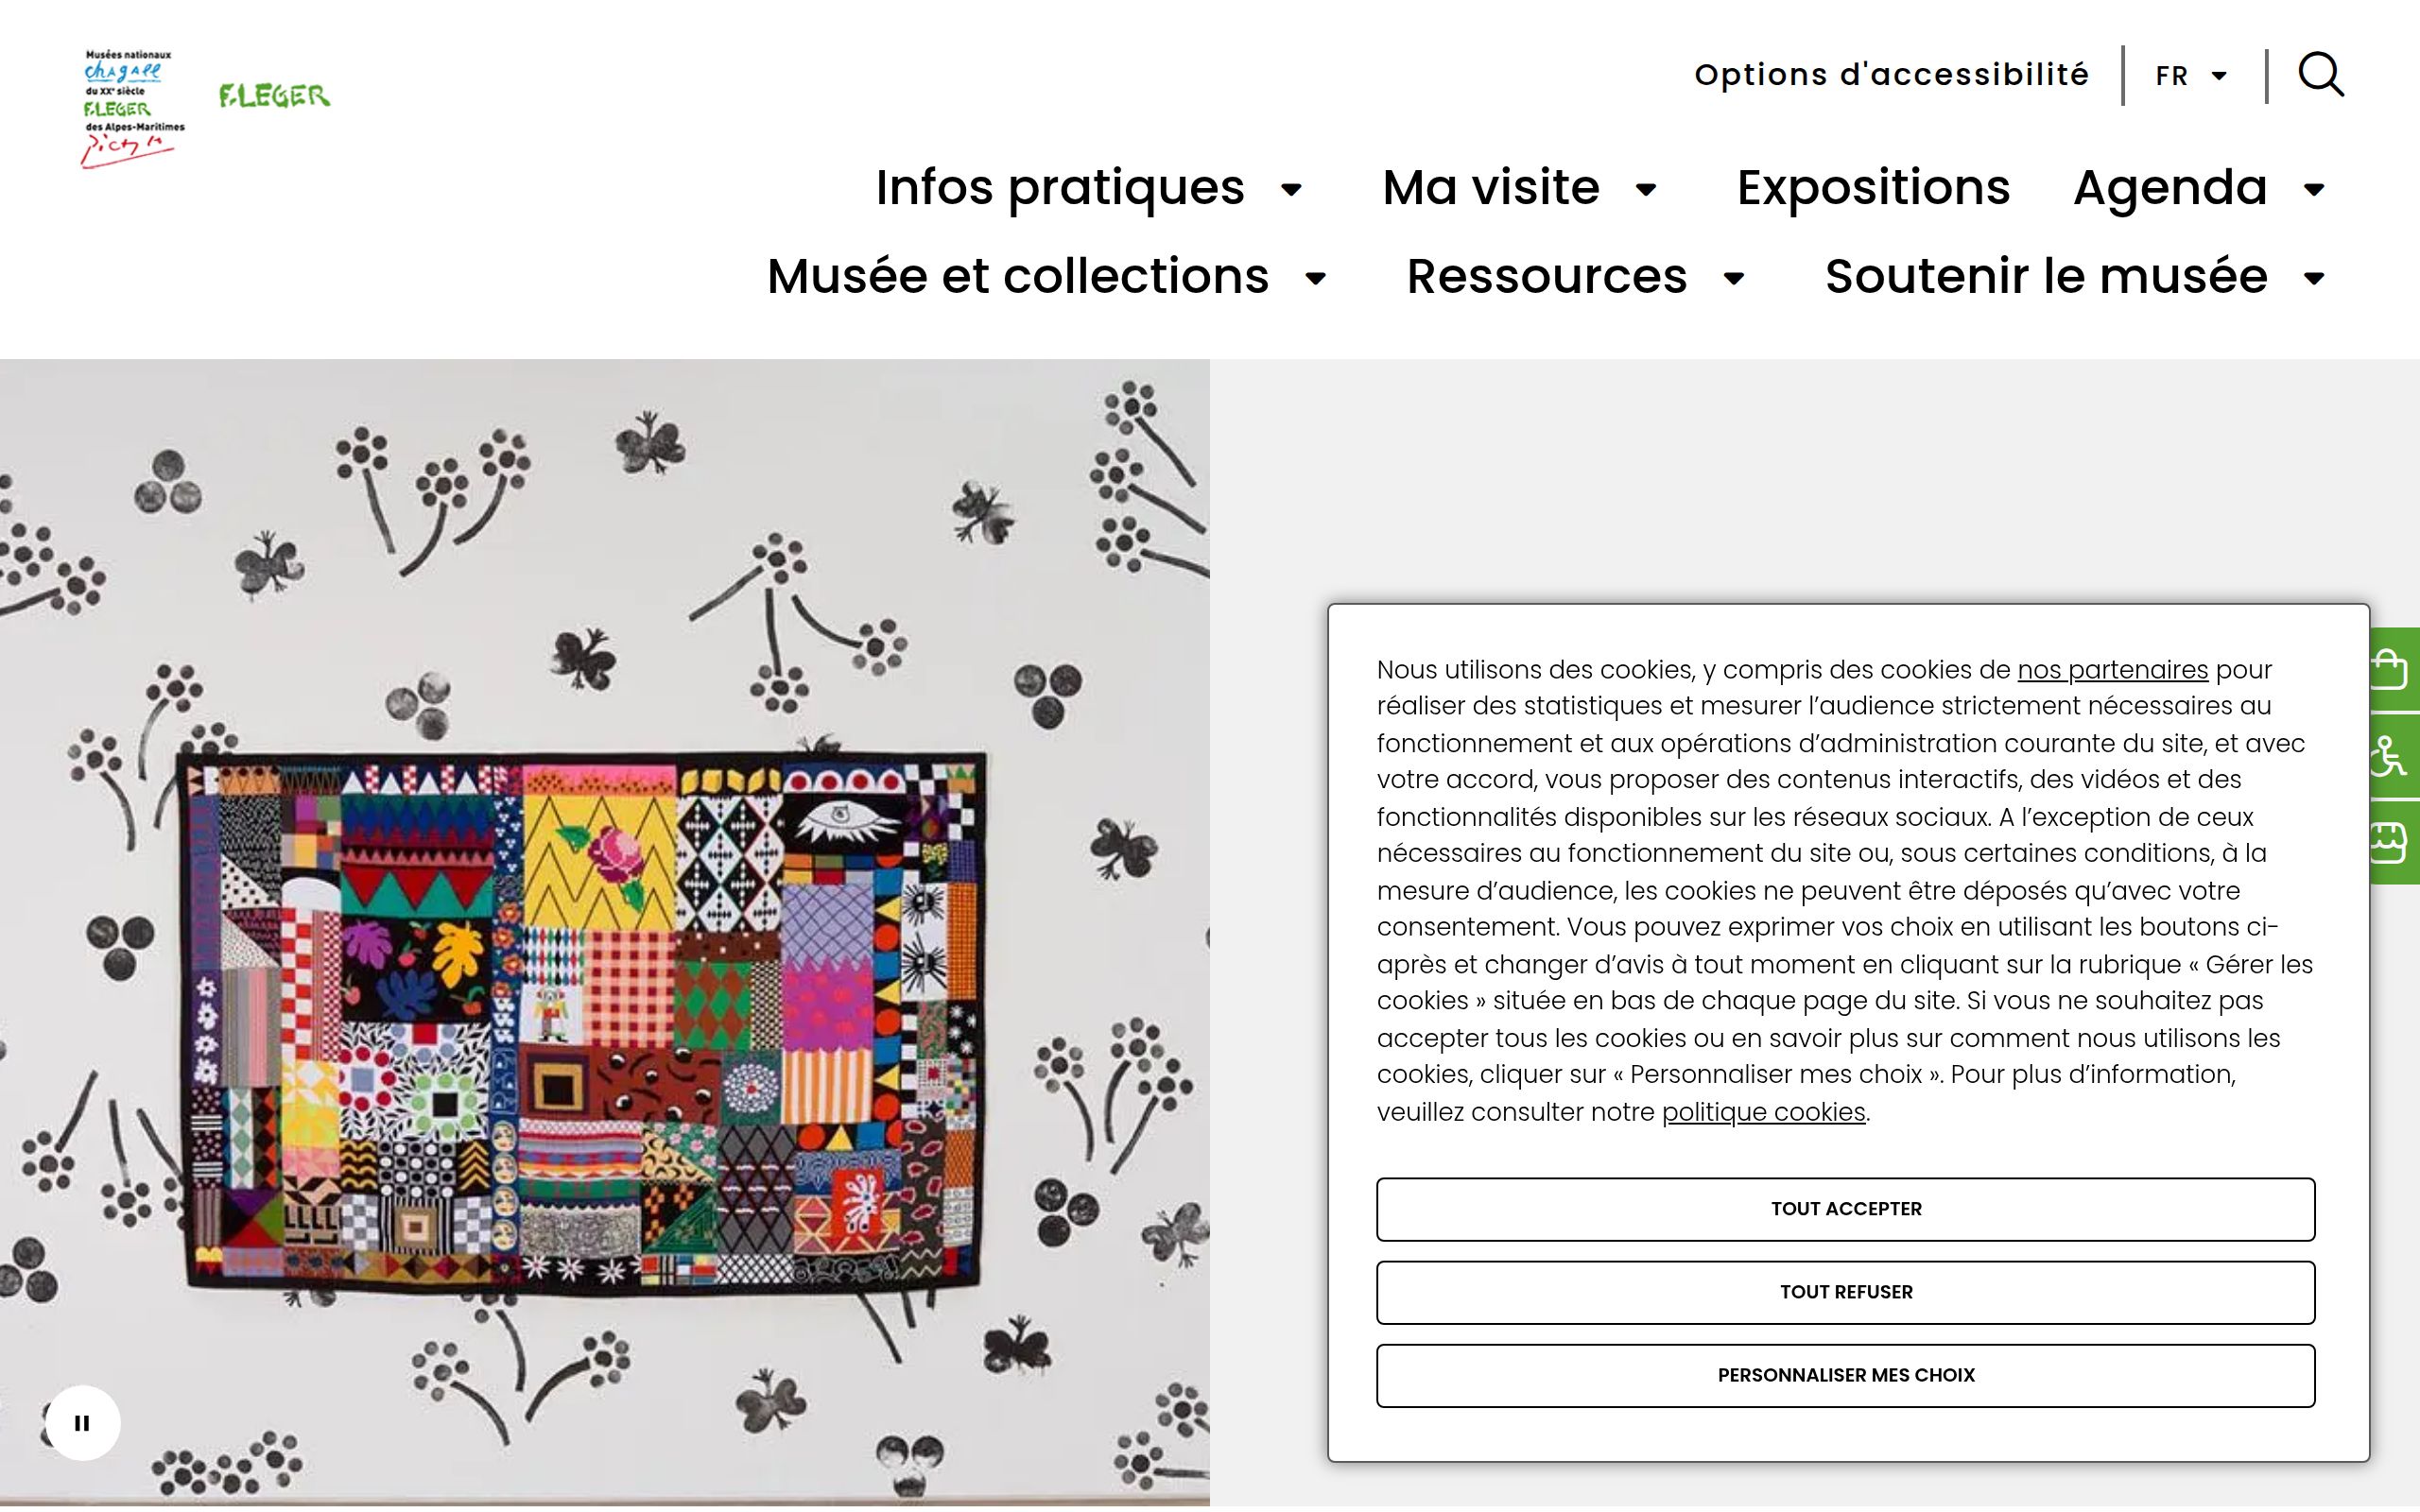 Musées nationaux
chagall
du XXᵉ siècle
F.LEGER
des Alpes-Maritimes
Picasso
F.LEGER
Options d'accessibilité
FR
Infos pratiques
Ma visite
Expositions
Agenda
Musée et collections
Ressources
Soutenir le musée
Nous utilisons des cookies, y compris des cookies de nos partenaires pour
réaliser des statistiques et mesurer l’audience strictement nécessaires au
fonctionnement et aux opérations d’administration courante du site, et avec
votre accord, vous proposer des contenus interactifs, des vidéos et des
fonctionnalités disponibles sur les réseaux sociaux. A l’exception de ceux
nécessaires au fonctionnement du site ou, sous certaines conditions, à la
mesure d’audience, les cookies ne peuvent être déposés qu’avec votre
consentement. Vous pouvez exprimer vos choix en utilisant les boutons ci-
après et changer d’avis à tout moment en cliquant sur la rubrique « Gérer les
cookies » située en bas de chaque page du site. Si vous ne souhaitez pas
accepter tous les cookies ou en savoir plus sur comment nous utilisons les
cookies, cliquer sur « Personnaliser mes choix ». Pour plus d’information,
veuillez consulter notre politique cookies.
TOUT ACCEPTER
TOUT REFUSER
PERSONNALISER MES CHOIX